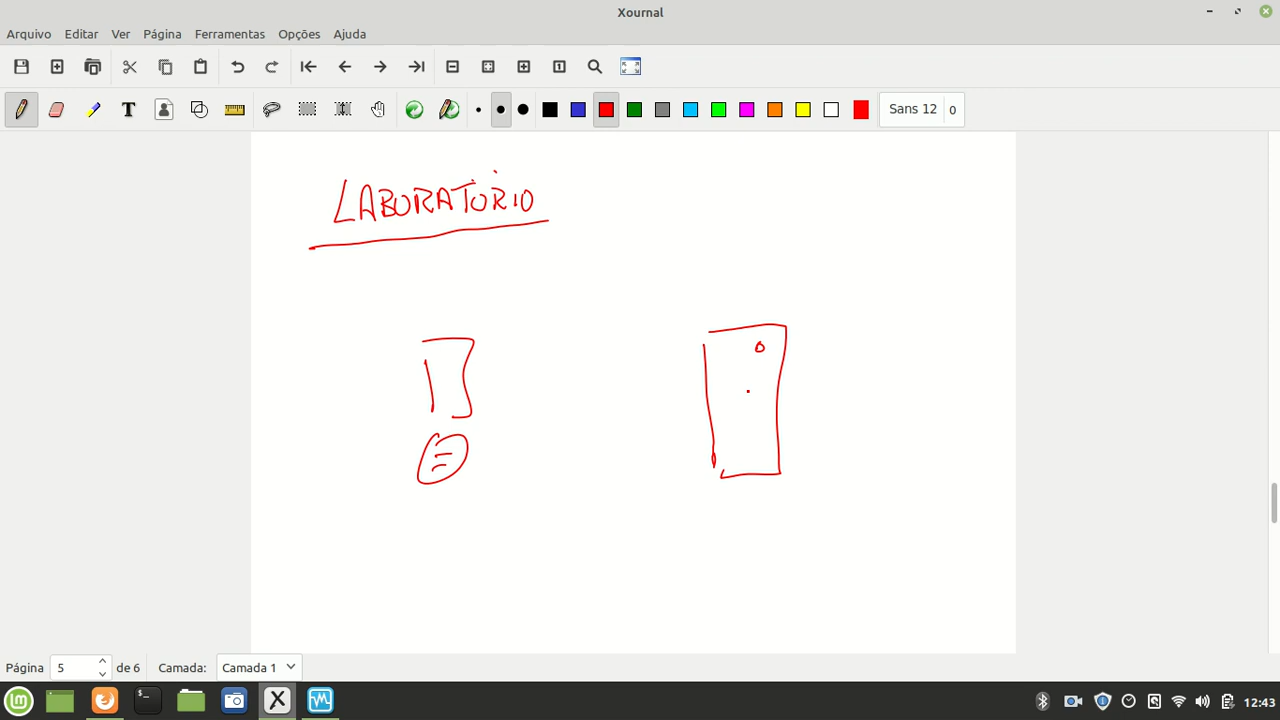 Xournal
Arquivo Editar Ver Página Ferramentas Opções Ajuda
Sans 12 0
LABORATÓRIO
E
Página 5 de 6 Camada: Camada 1
12:43